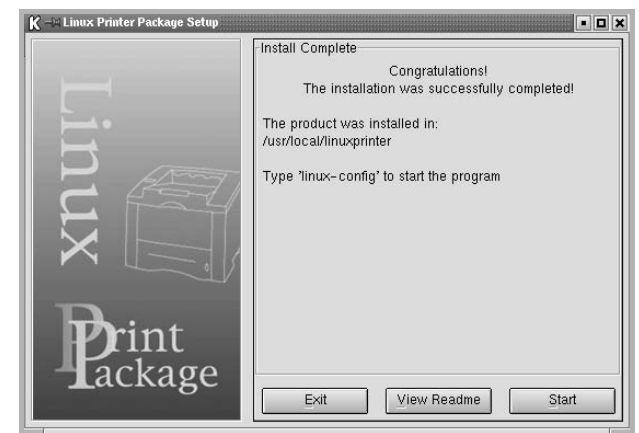 Linux Printer Package Setup
Linux
Print
Package
Install Complete
Congratulations!
The installation was successfully completed!
The product was installed in:
/usr/local/linuxprinter
Type 'linux-config' to start the program
Exit
View Readme
Start